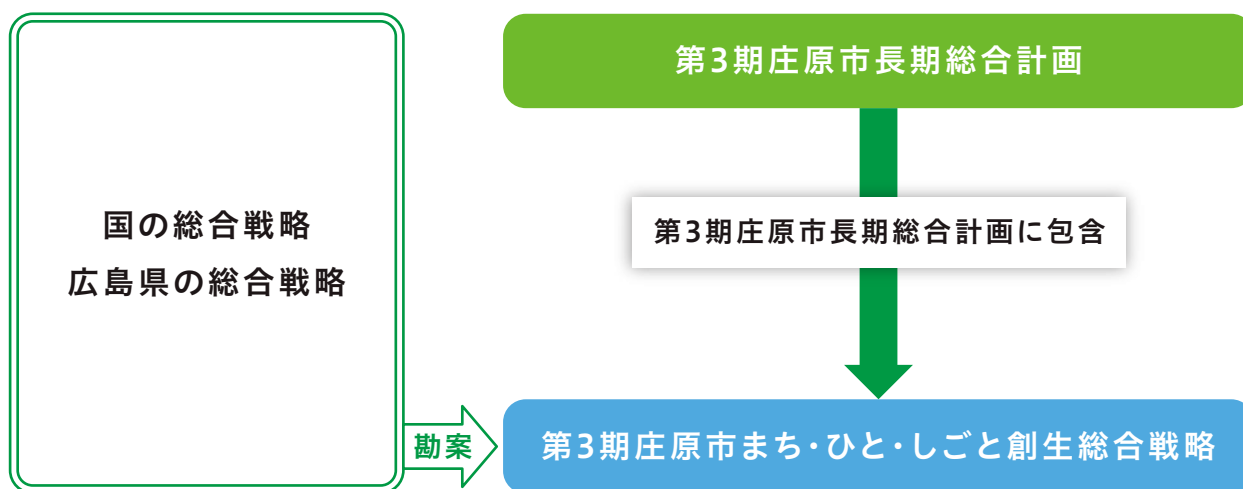 国の総合戦略
広島県の総合戦略
第3期庄原市長期総合計画
第3期庄原市長期総合計画に包含
勘案
第3期庄原市まち・ひと・しごと創生総合戦略